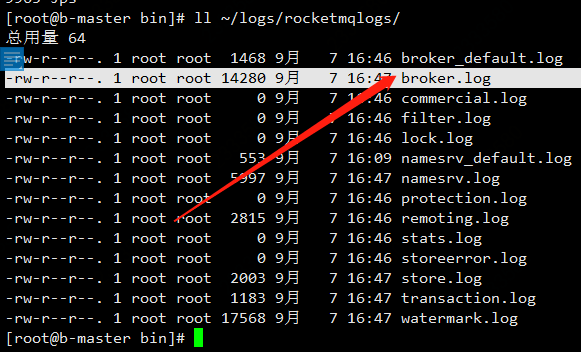 [root@b-master bin]# ll ~/logs/rocketmqlogs/
总用量 64
-rw-r--r--. 1 root root 1468 9月 7 16:46 broker_default.log
-rw-r--r--. 1 root root 14280 9月 7 16:47 broker.log
-rw-r--r--. 1 root root 0 9月 7 16:46 commercial.log
-rw-r--r--. 1 root root 0 9月 7 16:46 filter.log
-rw-r--r--. 1 root root 0 9月 7 16:46 lock.log
-rw-r--r--. 1 root root 553 9月 7 16:09 namesrv_default.log
-rw-r--r--. 1 root root 5997 9月 7 16:47 namesrv.log
-rw-r--r--. 1 root root 0 9月 7 16:46 protection.log
-rw-r--r--. 1 root root 2815 9月 7 16:46 remoting.log
-rw-r--r--. 1 root root 0 9月 7 16:46 stats.log
-rw-r--r--. 1 root root 0 9月 7 16:46 storeerror.log
-rw-r--r--. 1 root root 2003 9月 7 16:47 store.log
-rw-r--r--. 1 root root 1183 9月 7 16:47 transaction.log
-rw-r--r--. 1 root root 17568 9月 7 16:47 watermark.log
[root@b-master bin]#